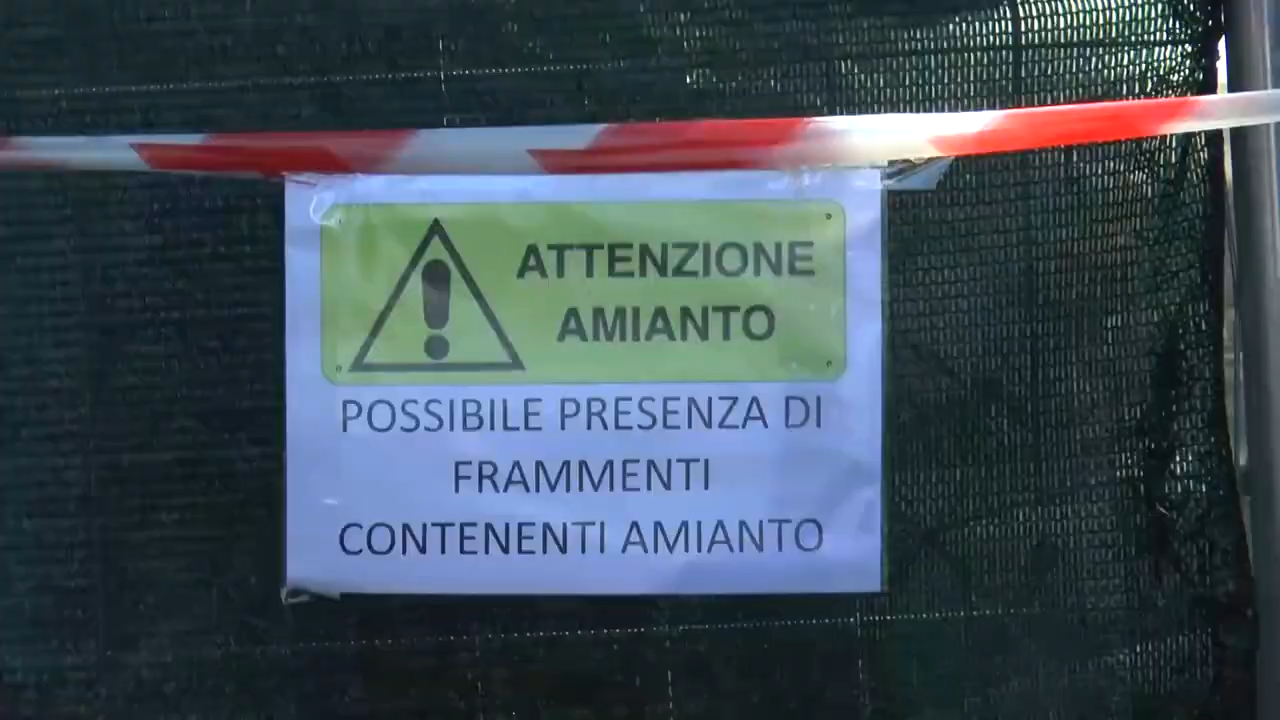 ATTENZIONE
AMIANTO
POSSIBILE PRESENZA DI
FRAMMENTI
CONTENENTI AMIANTO